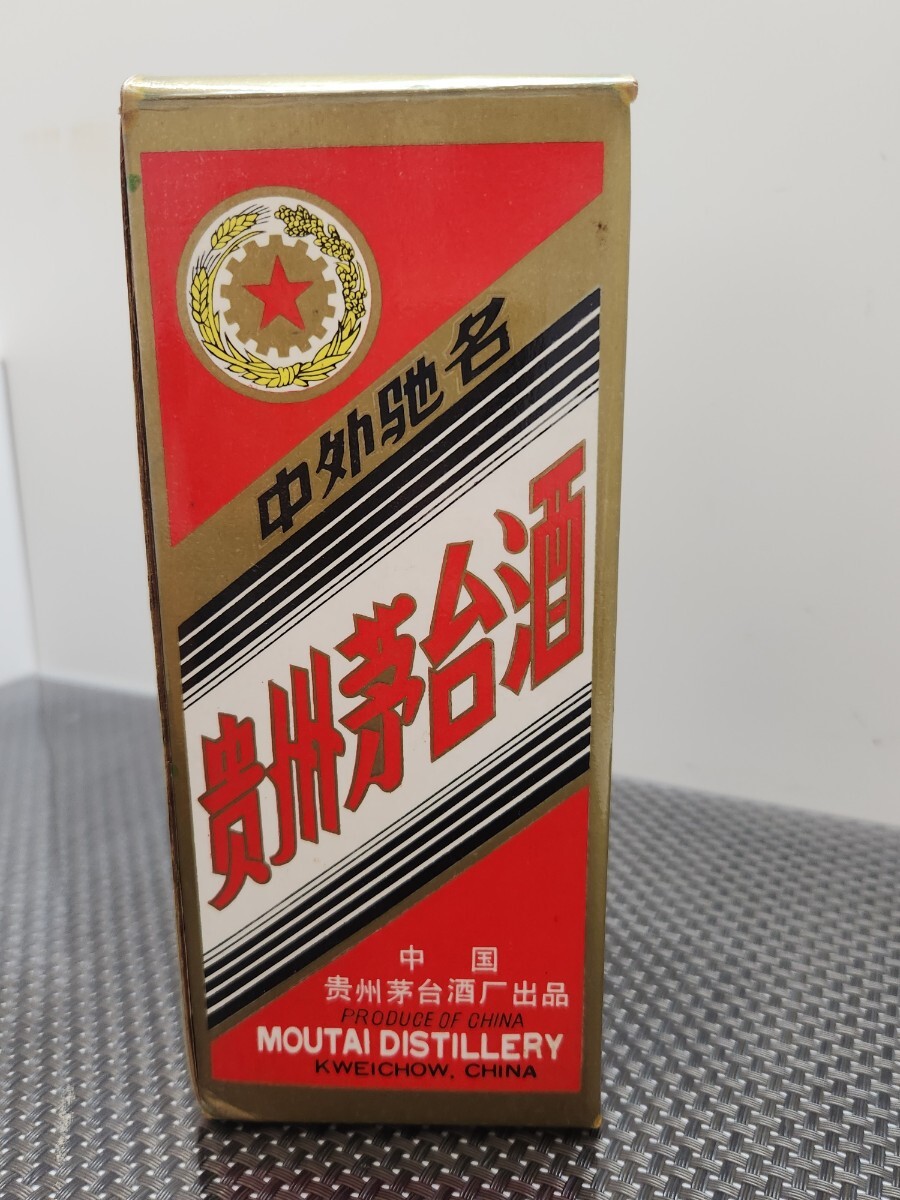 中外驰名
贵州茅台酒
中国
贵州茅台酒厂出品
PRODUCE OF CHINA
MOUTAI DISTILLERY
KWEICHOW, CHINA